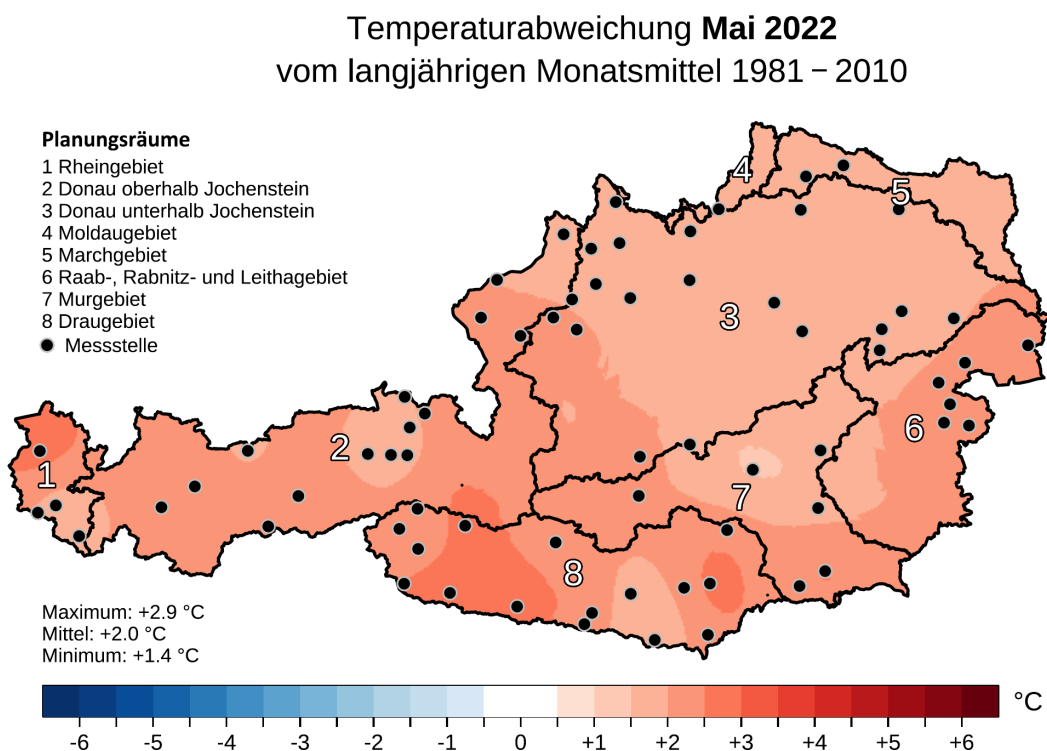 Temperaturabweichung Mai 2022
vom langjährigen Monatsmittel 1981 – 2010
Planungsräume
1 Rheingebiet
2 Donau oberhalb Jochenstein
3 Donau unterhalb Jochenstein
4 Moldaugebiet
5 Marchgebiet
6 Raab-, Rabnitz- und Leithagebiet
7 Murgebiet
8 Draugebiet
Messstelle
4
5
3
6
2
1
7
8
Maximum: +2.9 °C
Mittel: +2.0 °C
Minimum: +1.4 °C
°C
-6 -5 -4 -3 -2 -1 0 +1 +2 +3 +4 +5 +6